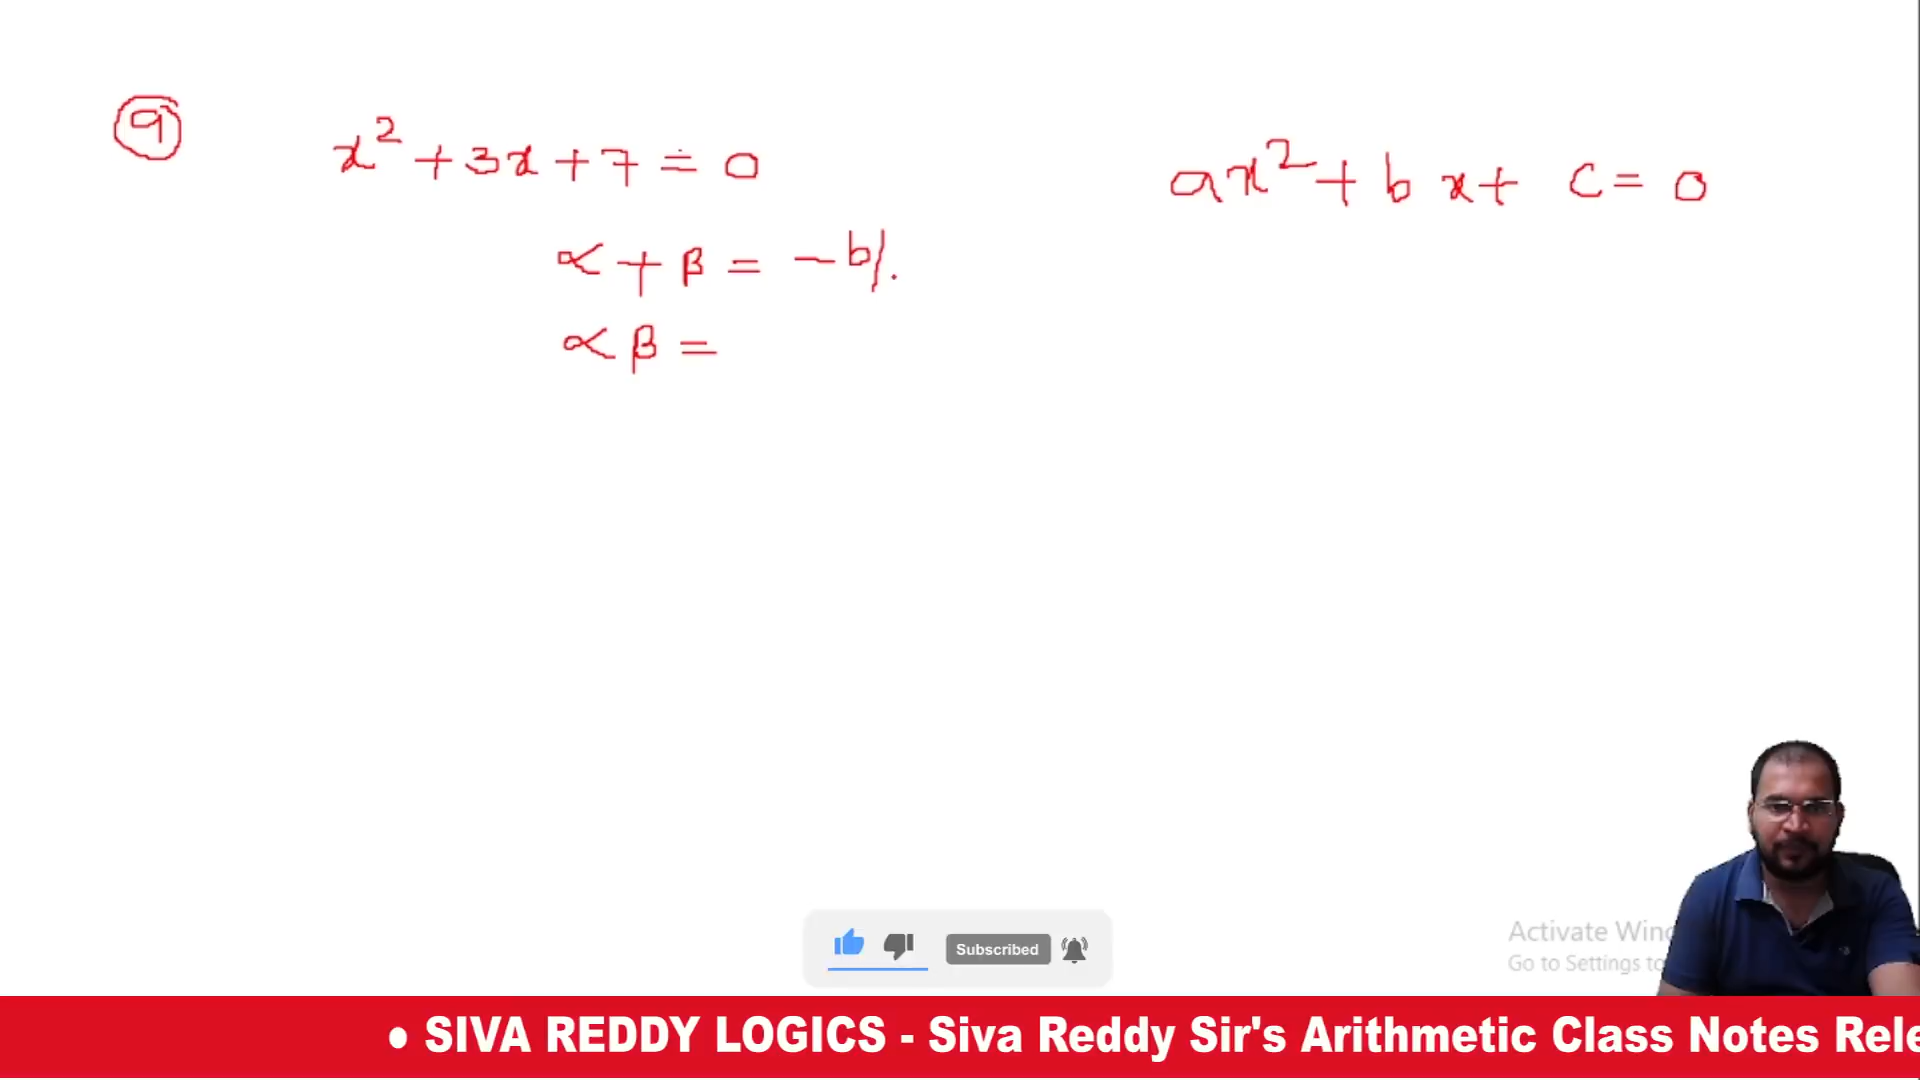 9
x² + 3x + 7 = 0
ax² + bx + c = 0
α + β = -b/.
αβ =
Subscribed
Activate Win
Go to Settings to
• SIVA REDDY LOGICS - Siva Reddy Sir's Arithmetic Class Notes Rele